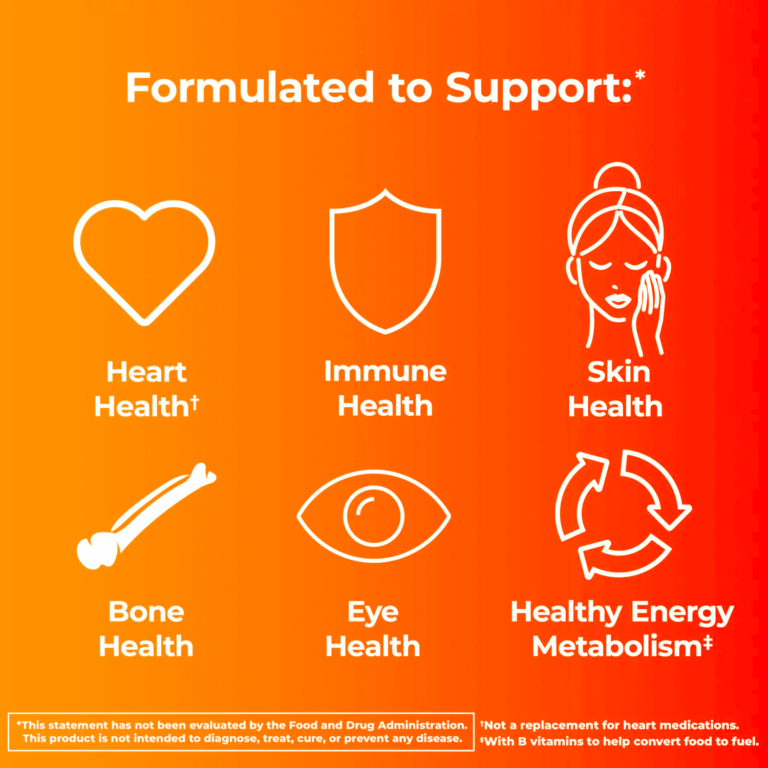 Formulated to Support:*
Heart
Health†
Immune
Health
Skin
Health
Bone
Health
Eye
Health
Healthy Energy
Metabolism‡
*This statement has not been evaluated by the Food and Drug Administration.
This product is not intended to diagnose, treat, cure, or prevent any disease.
†Not a replacement for heart medications.
‡With B vitamins to help convert food to fuel.